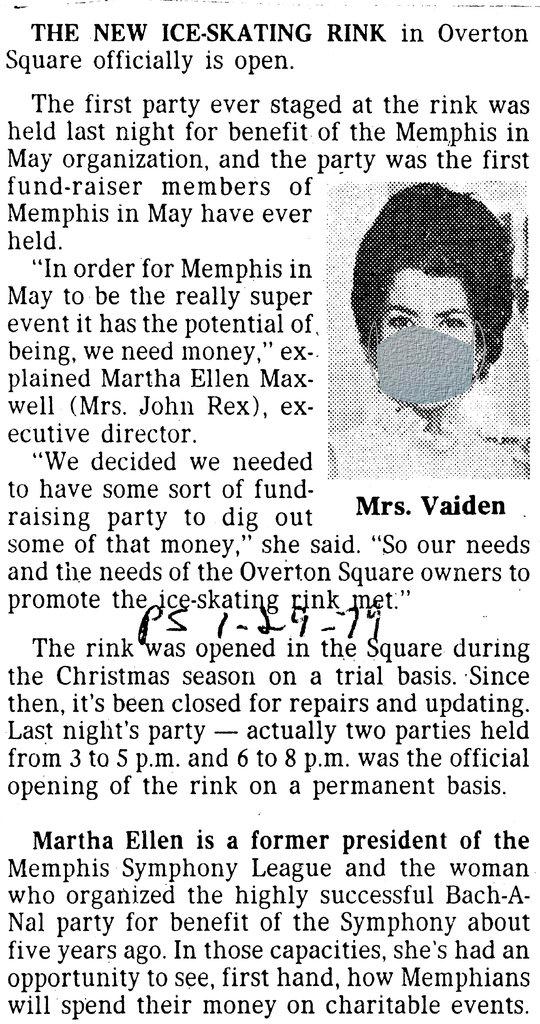 THE NEW ICE-SKATING RINK in Overton
Square officially is open.
The first party ever staged at the rink was
held last night for benefit of the Memphis in
May organization, and the party was the first
fund-raiser members of
Memphis in May have ever
held.
"In order for Memphis in
May to be the really super
event it has the potential of
being, we need money," ex-
plained Martha Ellen Max-
well (Mrs. John Rex), ex-
ecutive director.
"We decided we needed
to have some sort of fund-
raising party to dig out
Mrs. Vaiden
some of that money," she said. "So our needs
and the needs of the Overton Square owners to
promote the ice-skating rink met."
PS 1-29-79
The rink was opened in the Square during
the Christmas season on a trial basis. Since
then, it's been closed for repairs and updating.
Last night's party — actually two parties held
from 3 to 5 p.m. and 6 to 8 p.m. was the official
opening of the rink on a permanent basis.
Martha Ellen is a former president of the
Memphis Symphony League and the woman
who organized the highly successful Bach-A-
Nal party for benefit of the Symphony about
five years ago. In those capacities, she's had an
opportunity to see, first hand, how Memphians
will spend their money on charitable events.